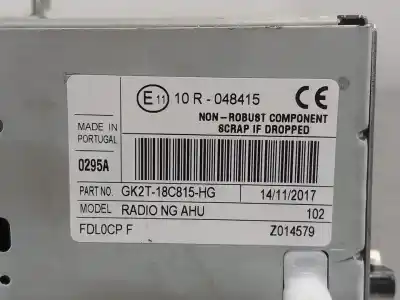 E 11 10 R - 048415
CE
NON-ROBUST COMPONENT
SCRAP IF DROPPED
MADE IN
PORTUGAL
0295A
PART NO. GK2T-18C815-HG 14/11/2017
MODEL RADIO NG AHU 102
FDL0CP F Z014579